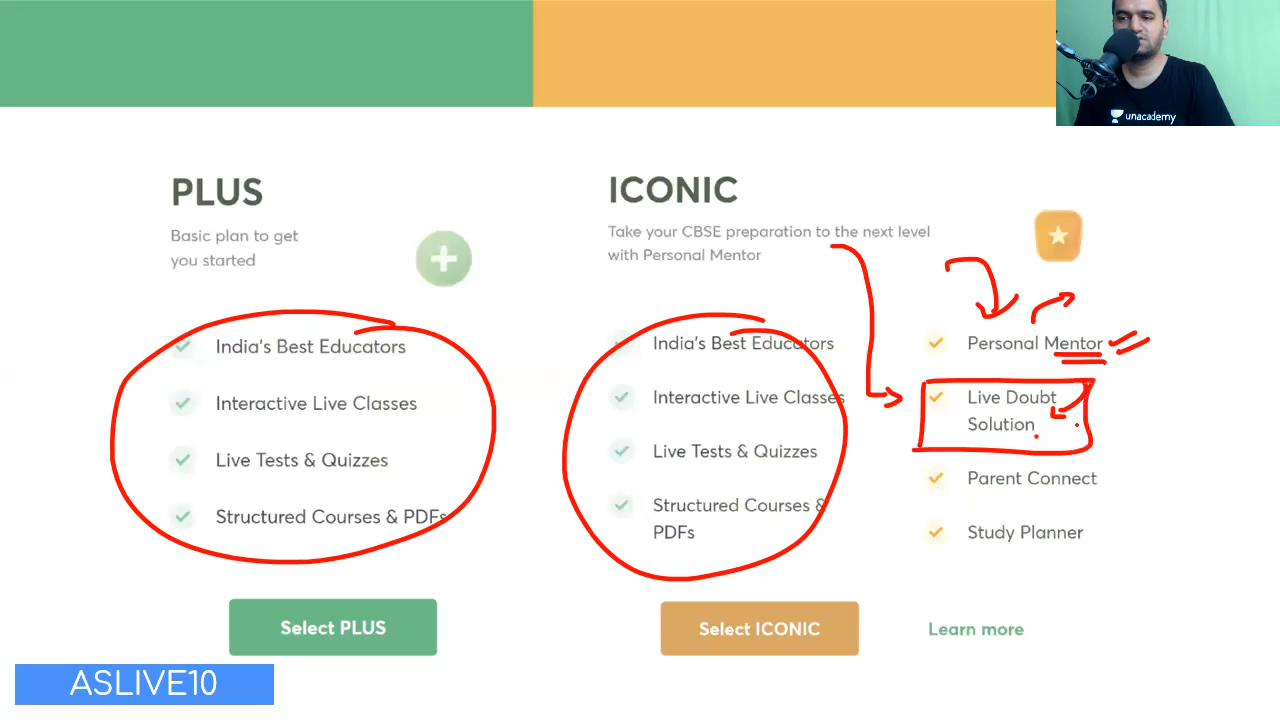 unacademy
PLUS
Basic plan to get
you started
India's Best Educators
Interactive Live Classes
Live Tests & Quizzes
Structured Courses & PDFs
Select PLUS
ICONIC
Take your CBSE preparation to the next level
with Personal Mentor
India's Best Educators
Interactive Live Classes
Live Tests & Quizzes
Structured Courses &
PDFs
Personal Mentor
Live Doubt
Solution
Parent Connect
Study Planner
Select ICONIC
Learn more
ASLIVE10